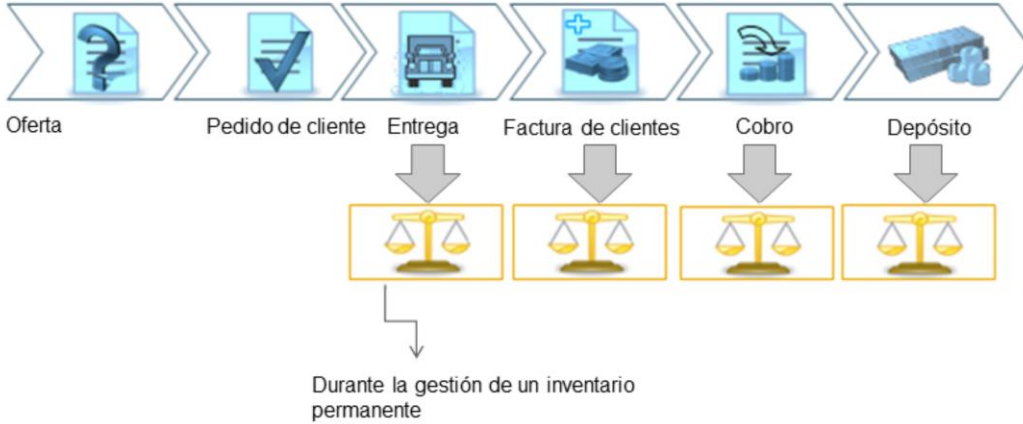 Oferta
Pedido de cliente
Entrega
Factura de clientes
Cobro
Depósito
Durante la gestión de un inventario
permanente